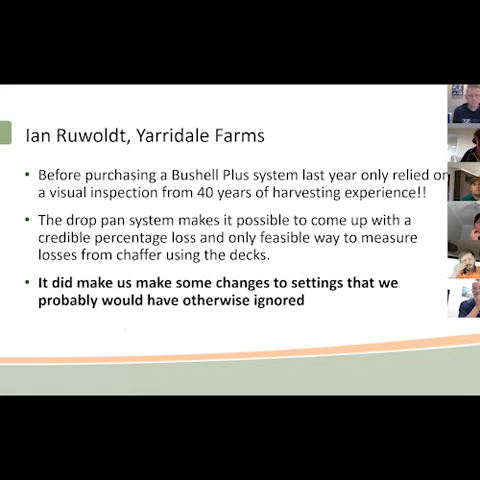 Ian Ruwoldt, Yarridale Farms
• Before purchasing a Bushell Plus system last year only relied on
a visual inspection from 40 years of harvesting experience!!
• The drop pan system makes it possible to come up with a
credible percentage loss and only feasible way to measure
losses from chaffer using the decks.
• It did make us make some changes to settings that we
probably would have otherwise ignored